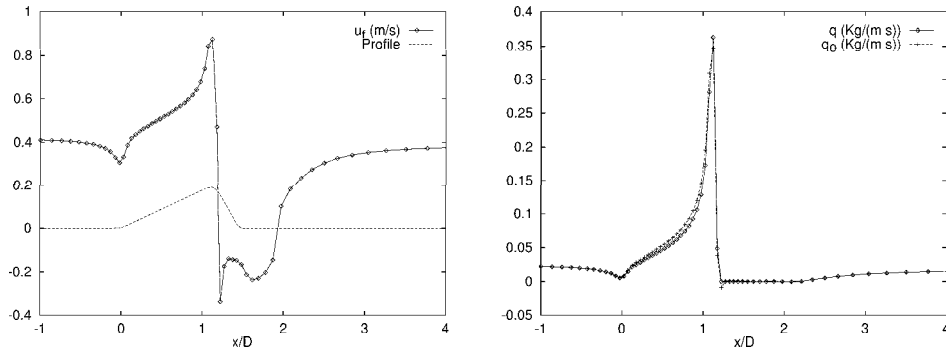 1
0.8
0.6
0.4
0.2
0
-0.2
-0.4
-1 0 1 2 3 4
x/D
u_f (m/s)
Profile
0.4
0.35
0.3
0.25
0.2
0.15
0.1
0.05
0
-0.05
-1 0 1 2 3 4
x/D
q (Kg/(m s))
q_o (Kg/(m s))